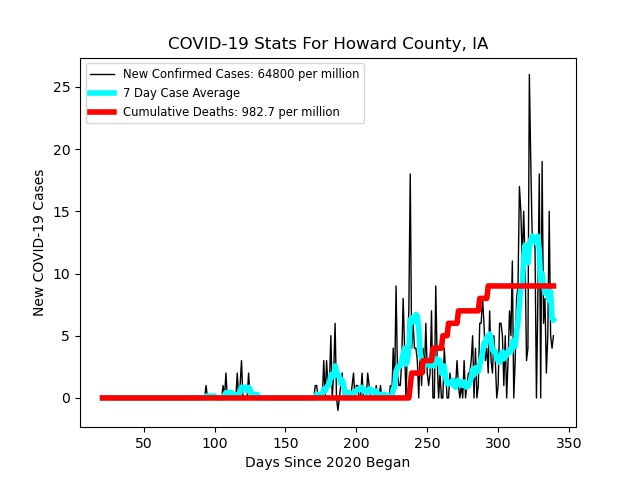 COVID-19 Stats For Howard County, IA
New Confirmed Cases: 64800 per million
7 Day Case Average
Cumulative Deaths: 982.7 per million
New COVID-19 Cases
25
20
15
10
5
0
50 100 150 200 250 300 350
Days Since 2020 Began